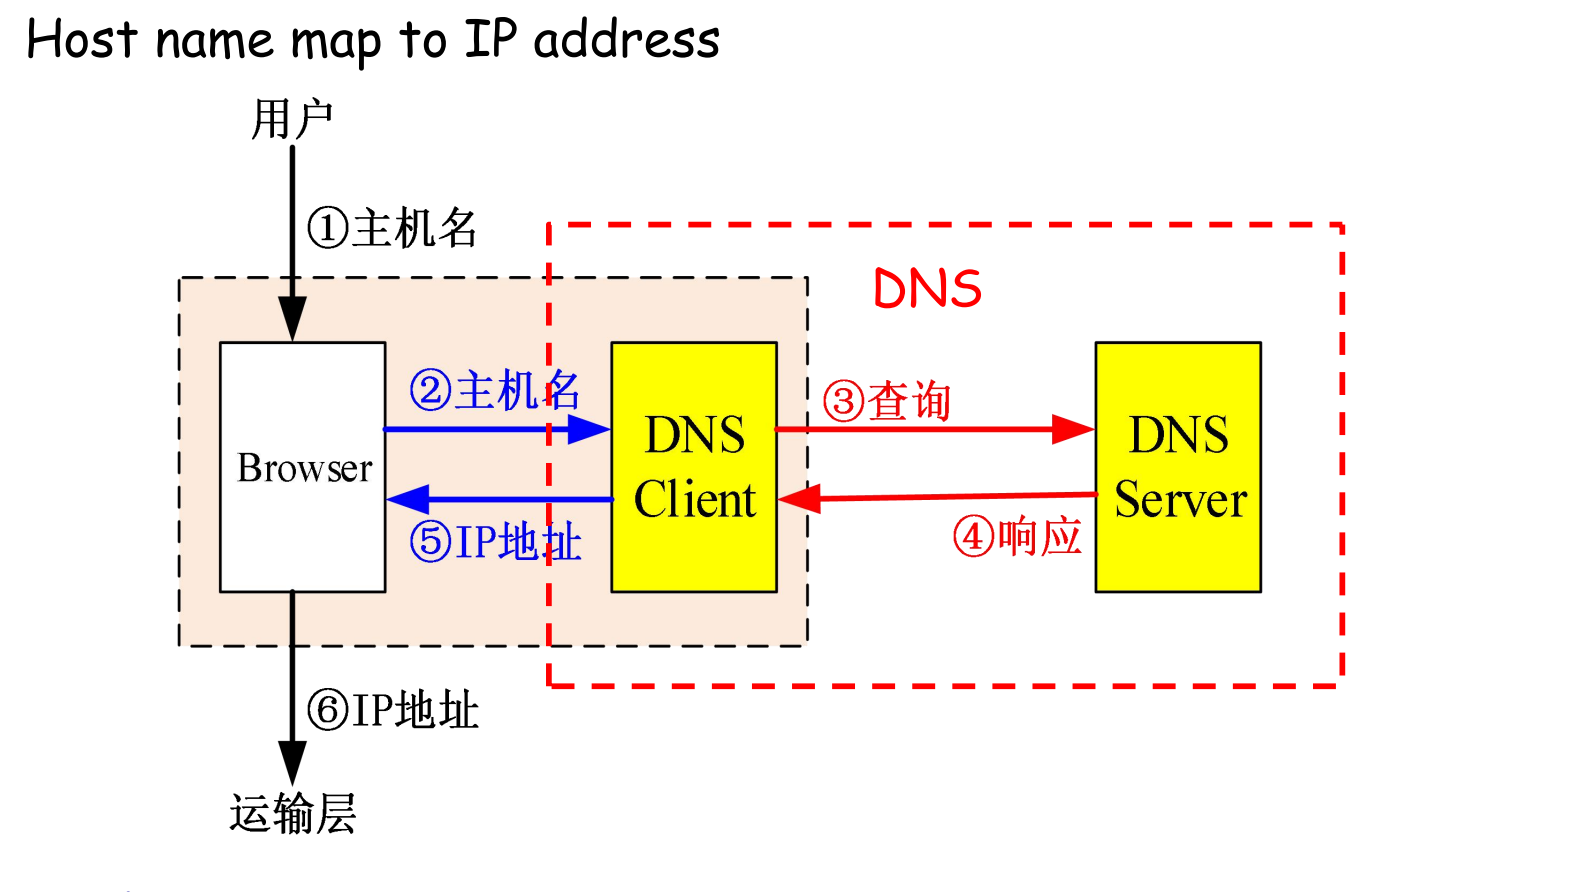 Host name map to IP address
用户
①主机名
DNS
②主机名
③查询
Browser
DNS
Client
DNS
Server
⑤IP地址
④响应
⑥IP地址
运输层